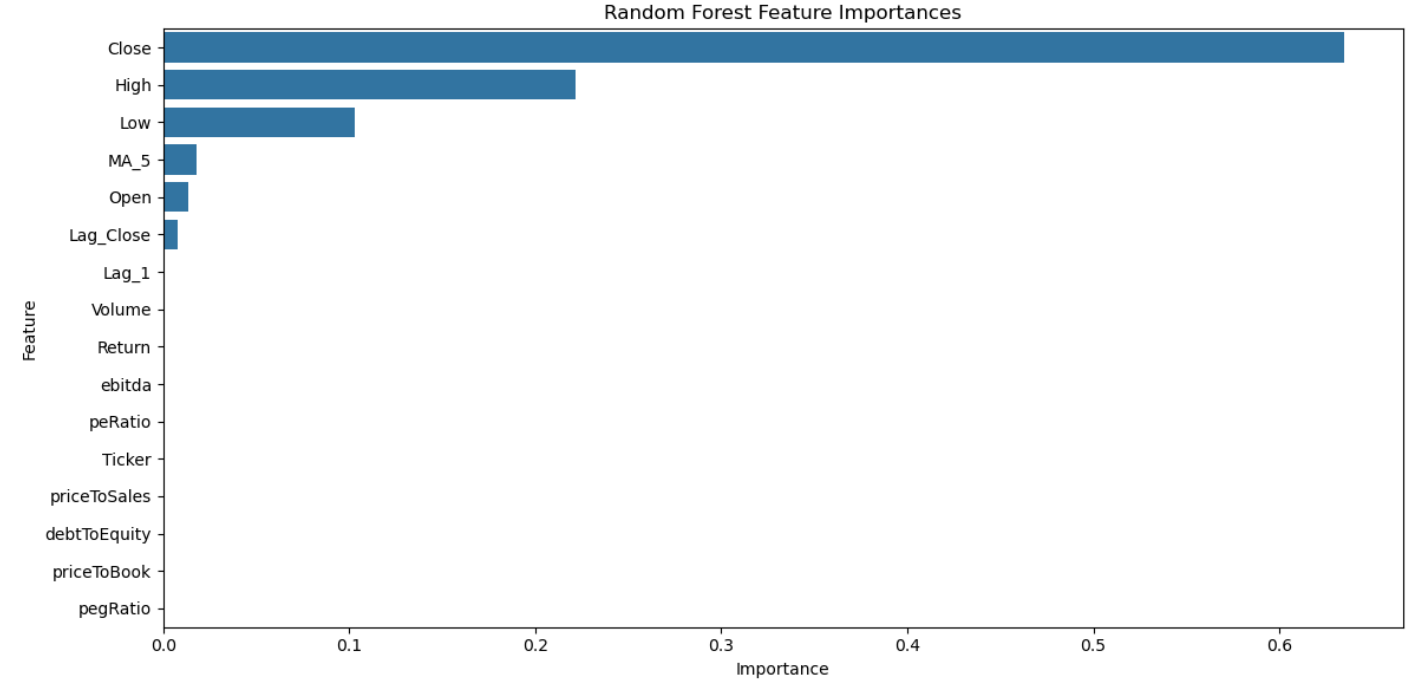 Random Forest Feature Importances
Close
High
Low
MA_5
Open
Lag_Close
Lag_1
Volume
Return
ebitda
peRatio
Ticker
priceToSales
debtToEquity
priceToBook
pegRatio
Feature
0.0 0.1 0.2 0.3 0.4 0.5 0.6
Importance